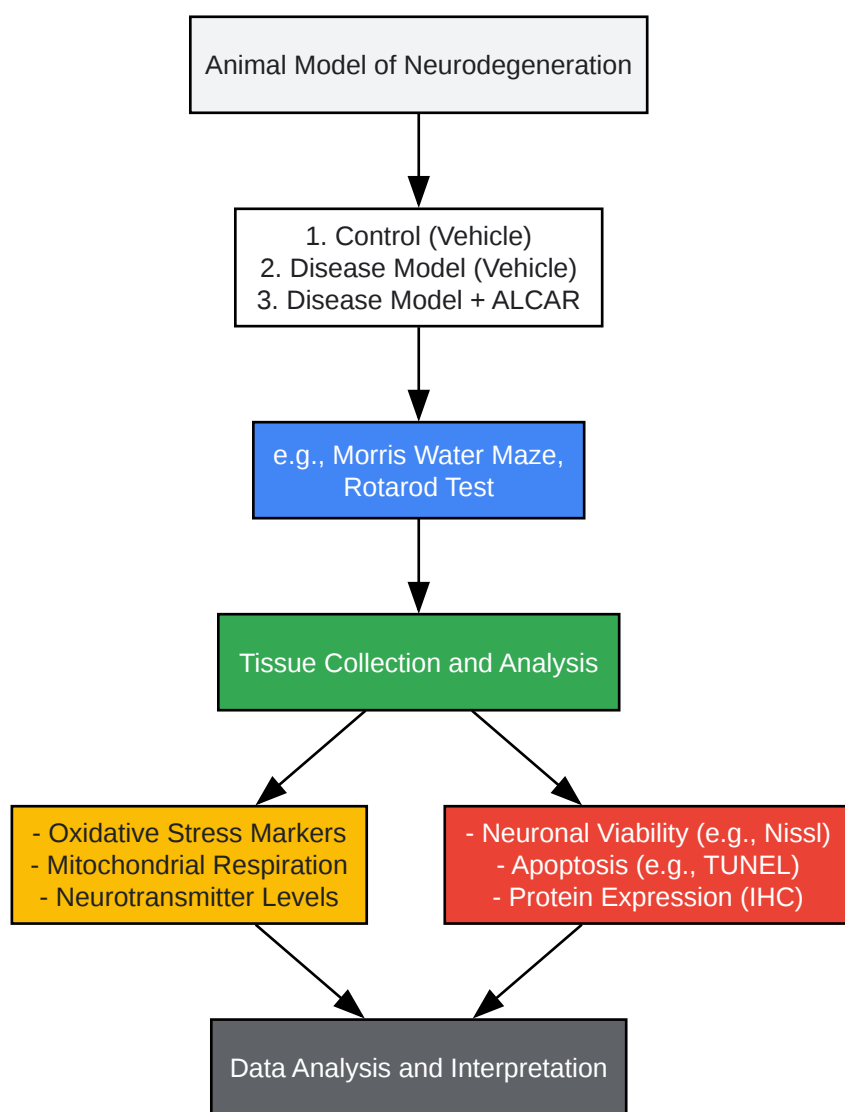 Animal Model of Neurodegeneration
1. Control (Vehicle)
2. Disease Model (Vehicle)
3. Disease Model + ALCAR
e.g., Morris Water Maze,
Rotarod Test
Tissue Collection and Analysis
- Oxidative Stress Markers
- Mitochondrial Respiration
- Neurotransmitter Levels
- Neuronal Viability (e.g., Nissl)
- Apoptosis (e.g., TUNEL)
- Protein Expression (IHC)
Data Analysis and Interpretation